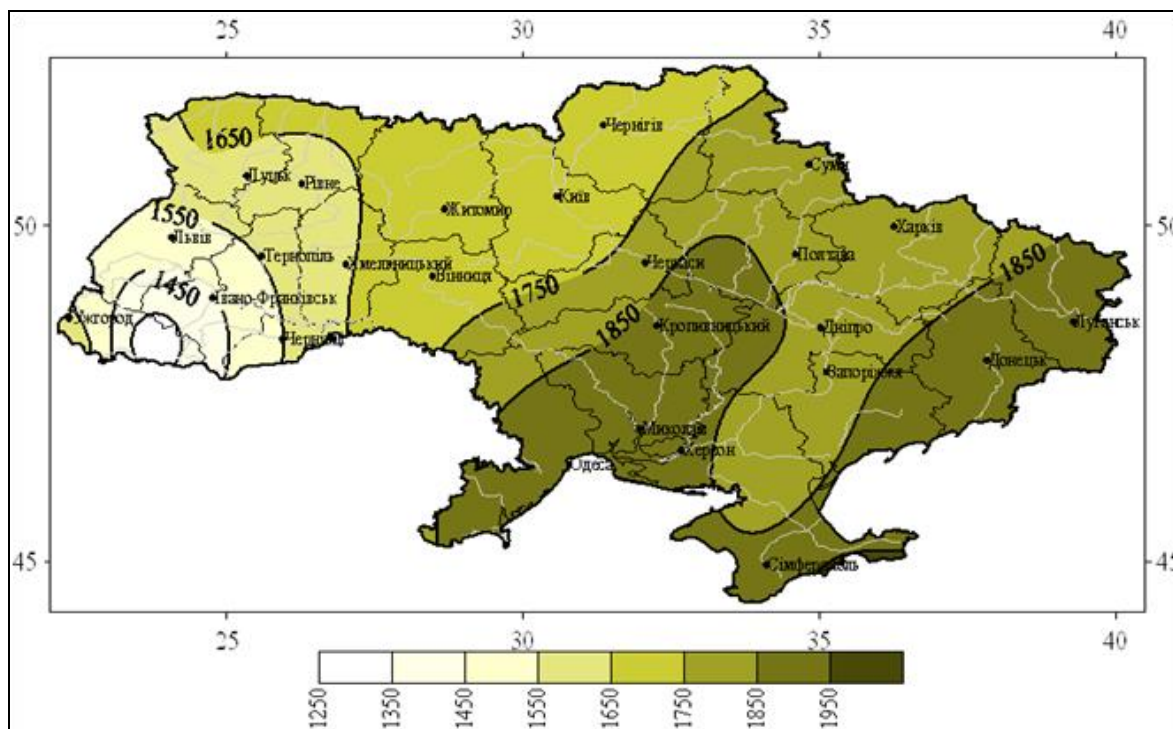 25 30 35 40
1650
Чернігів
Луцьк
Рівне
Суми
Київ
Житомир
50 50
1550
Львів
Харків
Тернопіль
Хмельницький
Вінниця
Черкаси
Полтава
1850
1750
1450
Івано-Франківськ
Ужгород
1850
Кропивницький
Дніпро
Луганськ
Чернівці
Донецьк
Запоріжжя
Миколаїв
Херсон
Одеса
45 45
Сімферополь
25 30 35 40
1250 1350 1450 1550 1650 1750 1850 1950